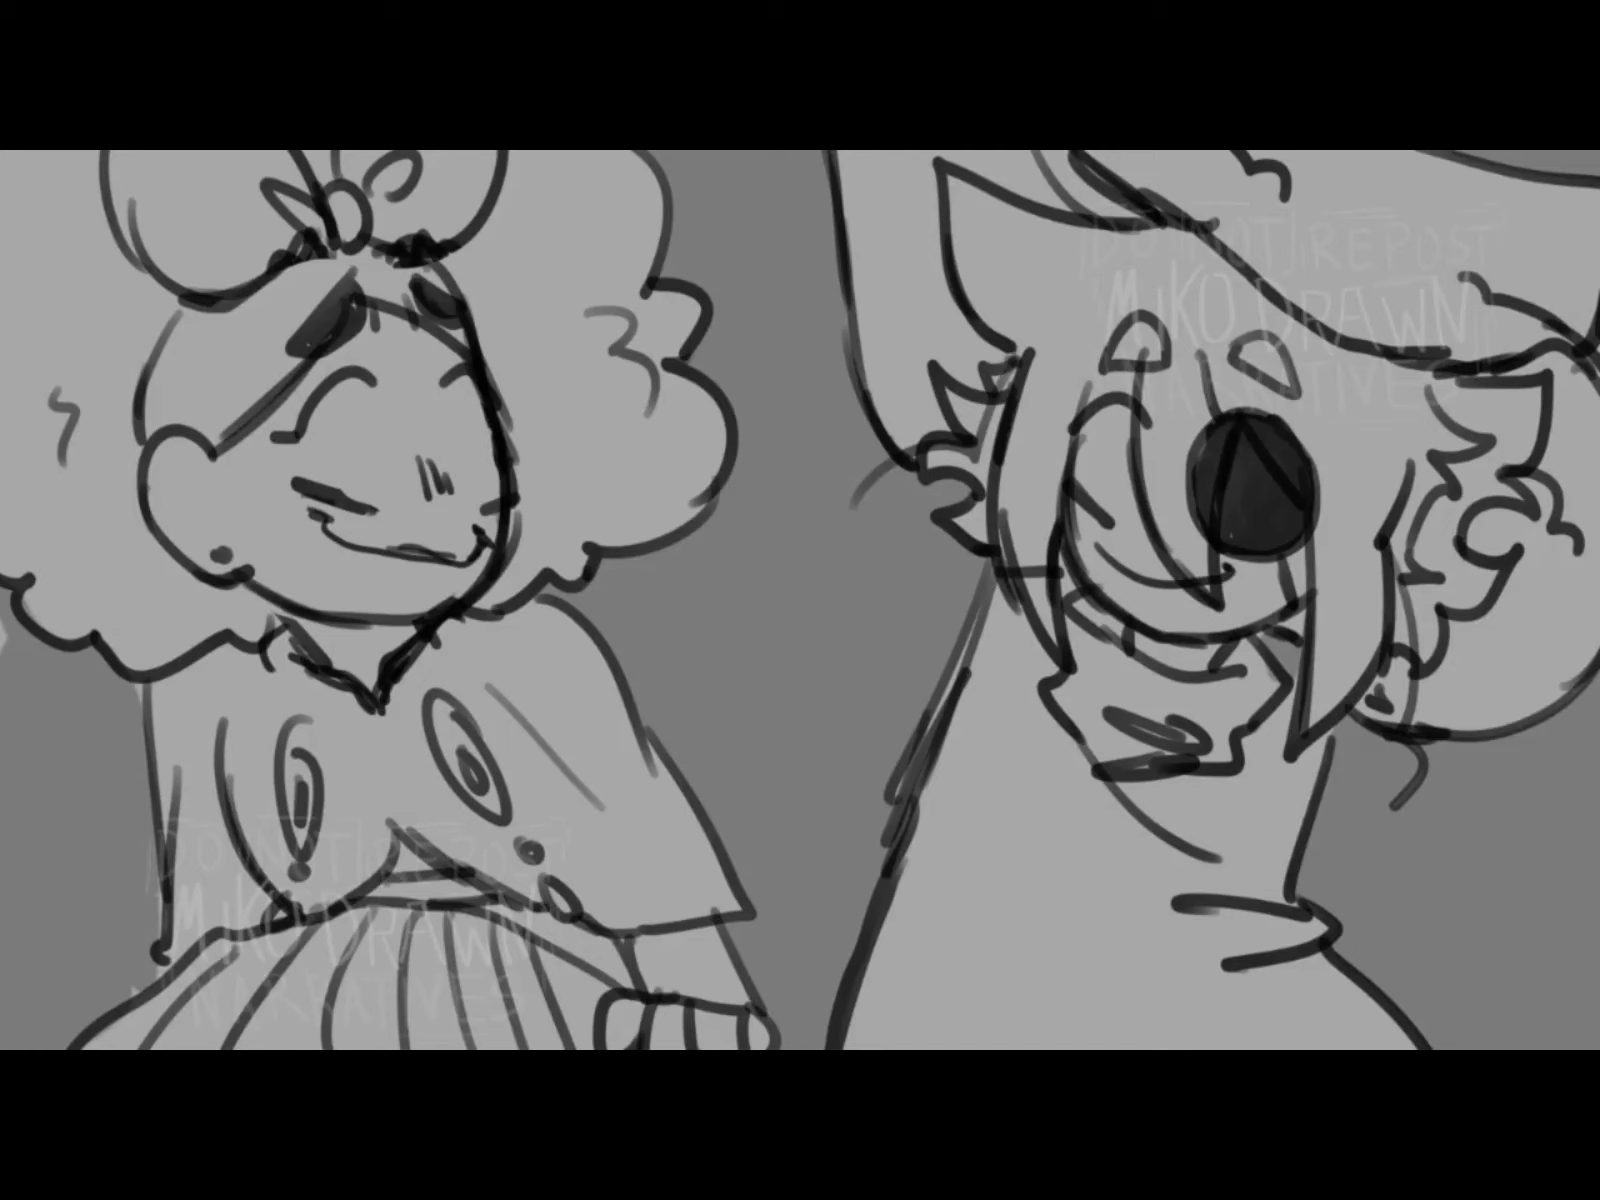 DO NOT REPOST
MIKO DRAWN
NARRATIVES
DO NOT REPOST
MIKO DRAWN
NARRATIVES